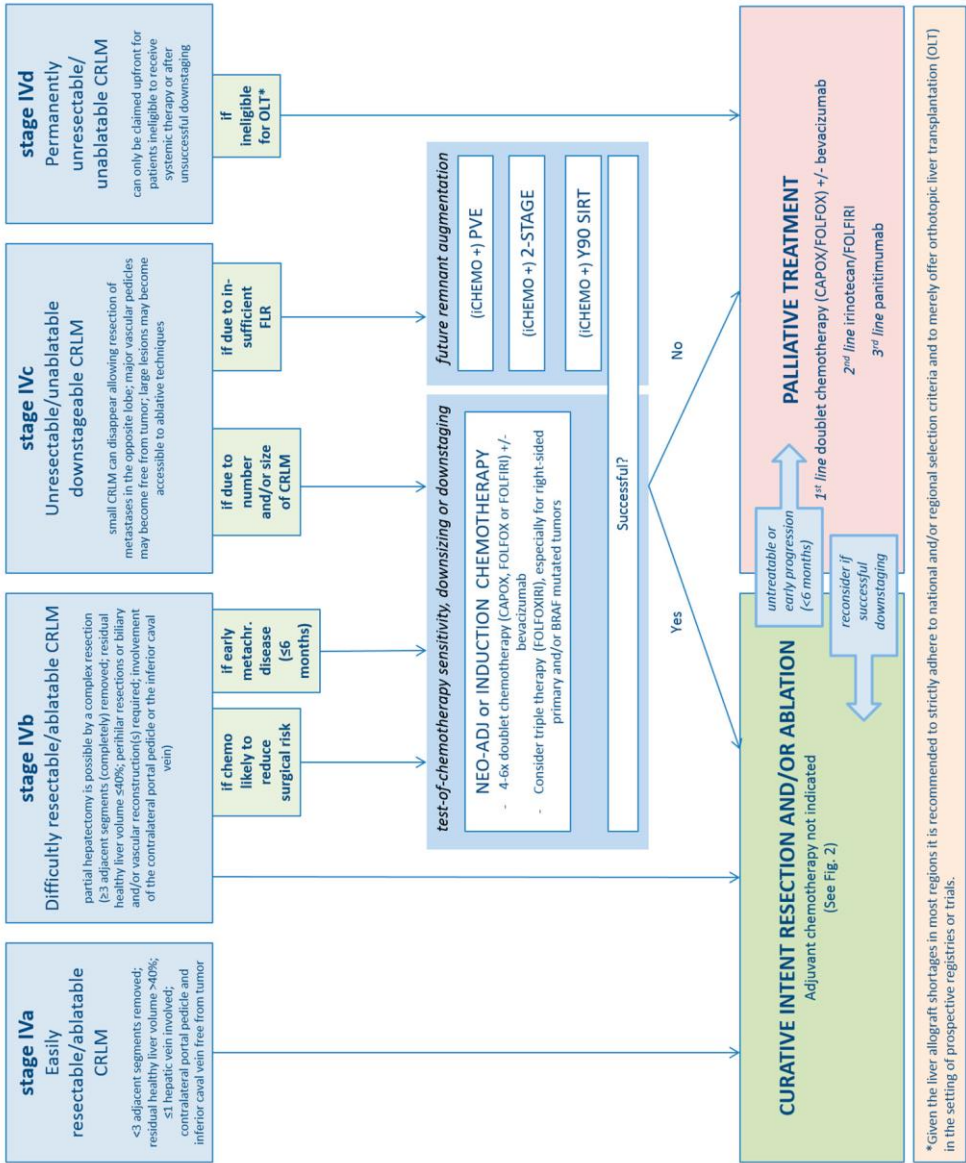 stage IVa
Easily
resectable/ablatable
CRLM
<3 adjacent segments removed;
residual healthy liver volume >40%;
≤1 hepatic vein involved;
contralateral portal pedicle and
inferior caval vein free from tumor
stage IVb
Difficultly resectable/ablatable CRLM
partial hepatectomy is possible by a complex resection
(≥3 adjacent segments (completely) removed; residual
healthy liver volume ≤40%; perihilar resections or biliary
and/or vascular reconstruction(s) required; involvement
of the contralateral portal pedicle or the inferior caval
vein)
stage IVc
Unresectable/unablatable
downstageable CRLM
small CRLM can disappear allowing resection of
metastases in the opposite lobe; major vascular pedicles
may become free from tumor; large lesions may become
accessible to ablative techniques
stage IVd
Permanently
unresectable/
unablatable CRLM
can only be claimed upfront for
patients ineligible to receive
systemic therapy or after
unsuccessful downstaging
if chemo
likely to
reduce
surgical risk
if early
metachr.
disease
(≤6
months)
if due to
number
and/or size
of CRLM
if due to in-
sufficient
FLR
if
ineligible
for OLT*
test-of-chemotherapy sensitivity, downsizing or downstaging
NEO-ADJ or INDUCTION CHEMOTHERAPY
- 4-6x doublet chemotherapy (CAPOX, FOLFOX or FOLFIRI) +/-
bevacizumab
- Consider triple therapy (FOLFOXIRI), especially for right-sided
primary and/or BRAF mutated tumors
future remnant augmentation
(iCHEMO +) PVE
(iCHEMO +) 2-STAGE
(iCHEMO +) Y90 SIRT
Successful?
Yes
No
CURATIVE INTENT RESECTION AND/OR ABLATION
Adjuvant chemotherapy not indicated
(See Fig. 2)
untreatable or
early progression
(<6 months)
reconsider if
successful
downstaging
PALLIATIVE TREATMENT
1st line doublet chemotherapy (CAPOX/FOLFOX) +/- bevacizumab
2nd line irinotecan/FOLFIRI
3rd line panitimumab
*Given the liver allograft shortages in most regions it is recommended to strictly adhere to national and/or regional selection criteria and to merely offer orthotopic liver transplantation (OLT)
in the setting of prospective registries or trials.